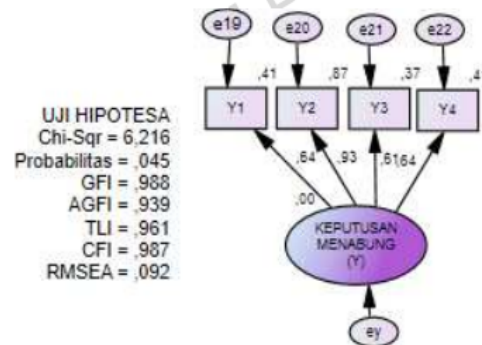 e19 e20 e21 e22
,41 ,87 ,37 ,4
Y1 Y2 Y3 Y4
UJI HIPOTESA
Chi-Sqr = 6,216
Probabilitas = ,045
GFI = ,988
AGFI = ,939
TLI = ,961
CFI = ,987
RMSEA = ,092
,64 ,93 ,61 ,64
,00
KEPUTUSAN
MENABUNG
(Y)
ey